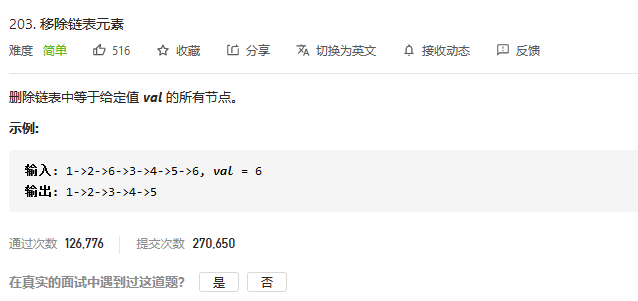 203. 移除链表元素
难度 简单 516 收藏 分享 切换为英文 接收动态 反馈
删除链表中等于给定值 val 的所有节点。
示例:
输入: 1->2->6->3->4->5->6, val = 6
输出: 1->2->3->4->5
通过次数 126,776 提交次数 270,650
在真实的面试中遇到过这道题? 是 否